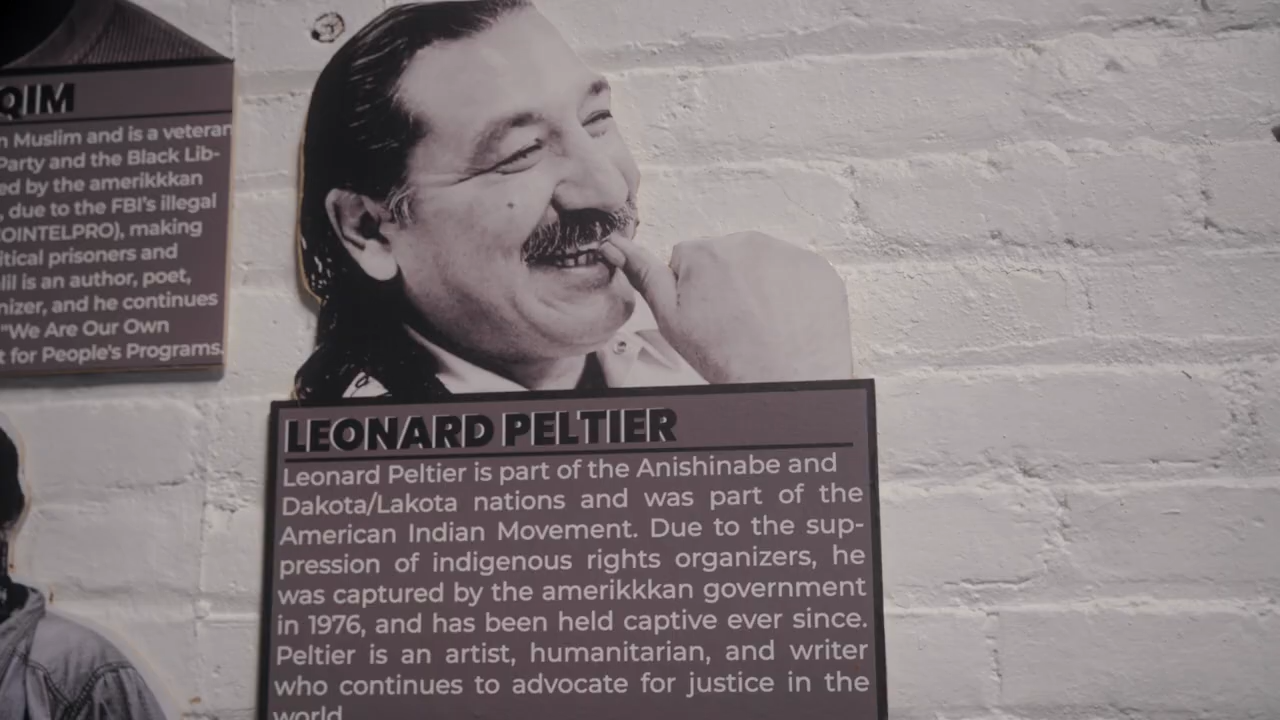 QIM
n Muslim and is a veteran
Party and the Black Lib-
ed by the amerikkkan
, due to the FBI's illegal
COINTELPRO), making
itical prisoners and
lil is an author, poet,
nizer, and he continues
"We Are Our Own
t for People's Programs.
LEONARD PELTIER
Leonard Peltier is part of the Anishinabe and
Dakota/Lakota nations and was part of the
American Indian Movement. Due to the sup-
pression of indigenous rights organizers, he
was captured by the amerikkkan government
in 1976, and has been held captive ever since.
Peltier is an artist, humanitarian, and writer
who continues to advocate for justice in the
world